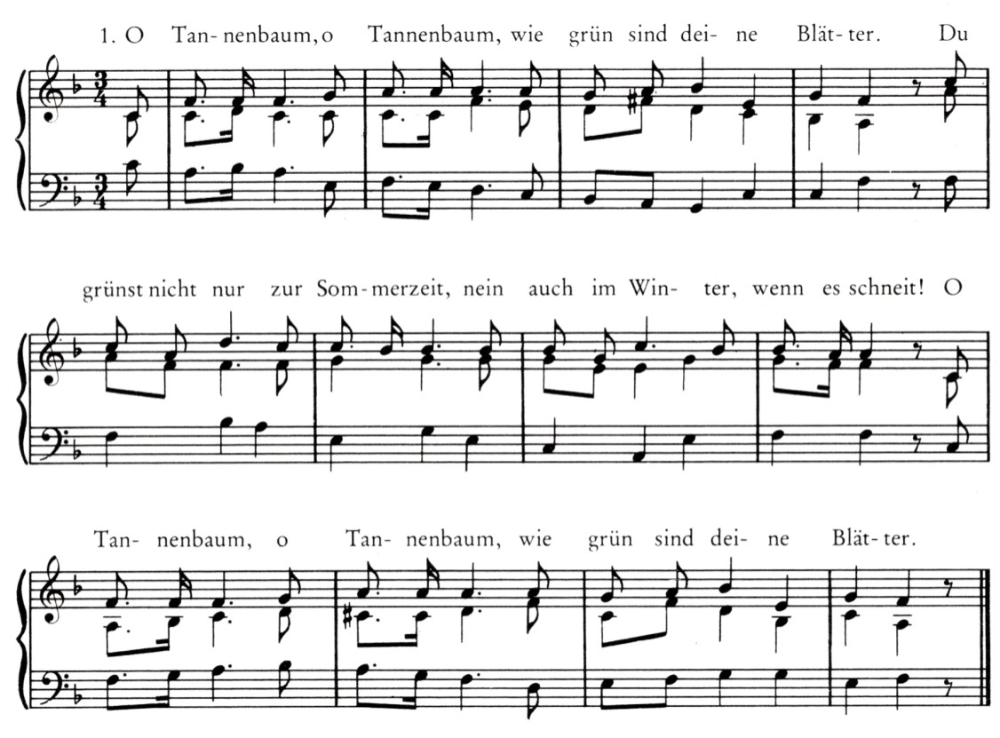 1. O Tan- nenbaum, o Tannenbaum, wie grün sind dei- ne Blät- ter. Du
grünst nicht nur zur Som- merzeit, nein auch im Win- ter, wenn es schneit! O
Tan- nenbaum, o Tan- nenbaum, wie grün sind dei- ne Blät- ter.